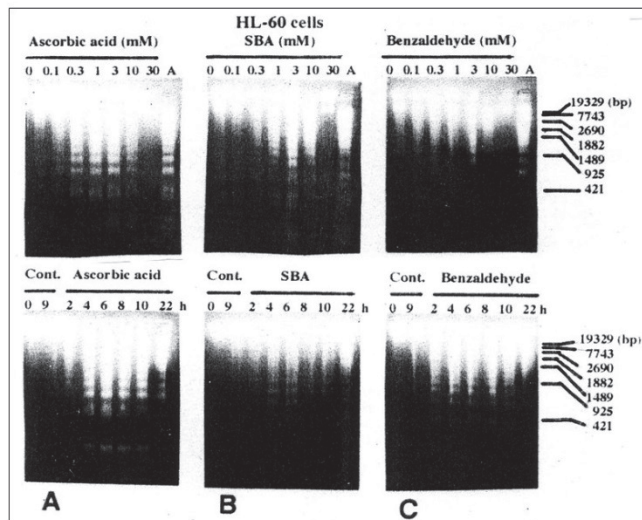 HL-60 cells
Ascorbic acid (mM) SBA (mM) Benzaldehyde (mM)
0 0.1 0.3 1 3 10 30 A 0 0.1 0.3 1 3 10 30 A 0 0.1 0.3 1 3 10 30 A
19329 (bp)
7743
2690
1882
1489
925
421
Cont. Ascorbic acid Cont. SBA Cont. Benzaldehyde
0 9 2 4 6 8 10 22 h 0 9 2 4 6 8 10 22 h 0 9 2 4 6 8 10 22 h
19329 (bp)
7743
2690
1882
1489
925
421
A B C